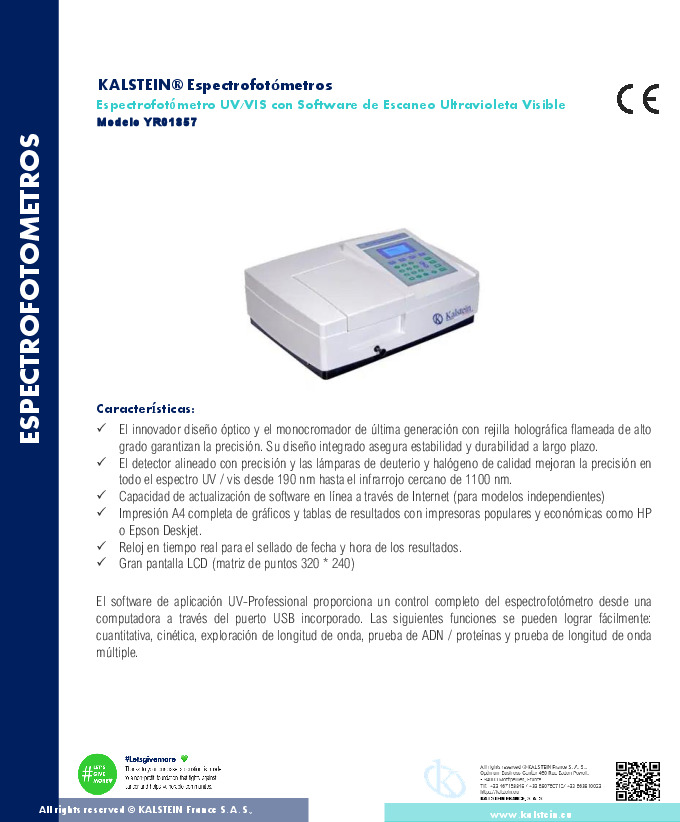 ESPECTROFOTOMETROS
KALSTEIN® Espectrofotómetros
Espectrofotómetro UV/VIS con Software de Escaneo Ultravioleta Visible
Modelo YR01857
CE
Kalstein
Características:
✓ El innovador diseño óptico y el monocromador de última generación con rejilla holográfica flameada de alto
grado garantizan la precisión. Su diseño integrado asegura estabilidad y durabilidad a largo plazo.
✓ El detector alineado con precisión y las lámparas de deuterio y halógeno de calidad mejoran la precisión en
todo el espectro UV / vis desde 190 nm hasta el infrarrojo cercano de 1100 nm.
✓ Capacidad de actualización de software en línea a través de Internet (para modelos independientes)
✓ Impresión A4 completa de gráficos y tablas de resultados con impresoras populares y económicas como HP
o Epson Deskjet.
✓ Reloj en tiempo real para el sellado de fecha y hora de los resultados.
✓ Gran pantalla LCD (matriz de puntos 320 * 240)
El software de aplicación UV-Professional proporciona un control completo del espectrofotómetro desde una
computadora a través del puerto USB incorporado. Las siguientes funciones se pueden lograr fácilmente:
cuantitativa, cinética, exploración de longitud de onda, prueba de ADN / proteínas y prueba de longitud de onda
múltiple.
#LET'S
GIVE
MORE
#Letsgivemore
All rights reserved © KALSTEIN France S. A. S.,
KALSTEIN FRANCE, S. A. S
All rights reserved © KALSTEIN France S. A. S.,
www.kalstein.eu